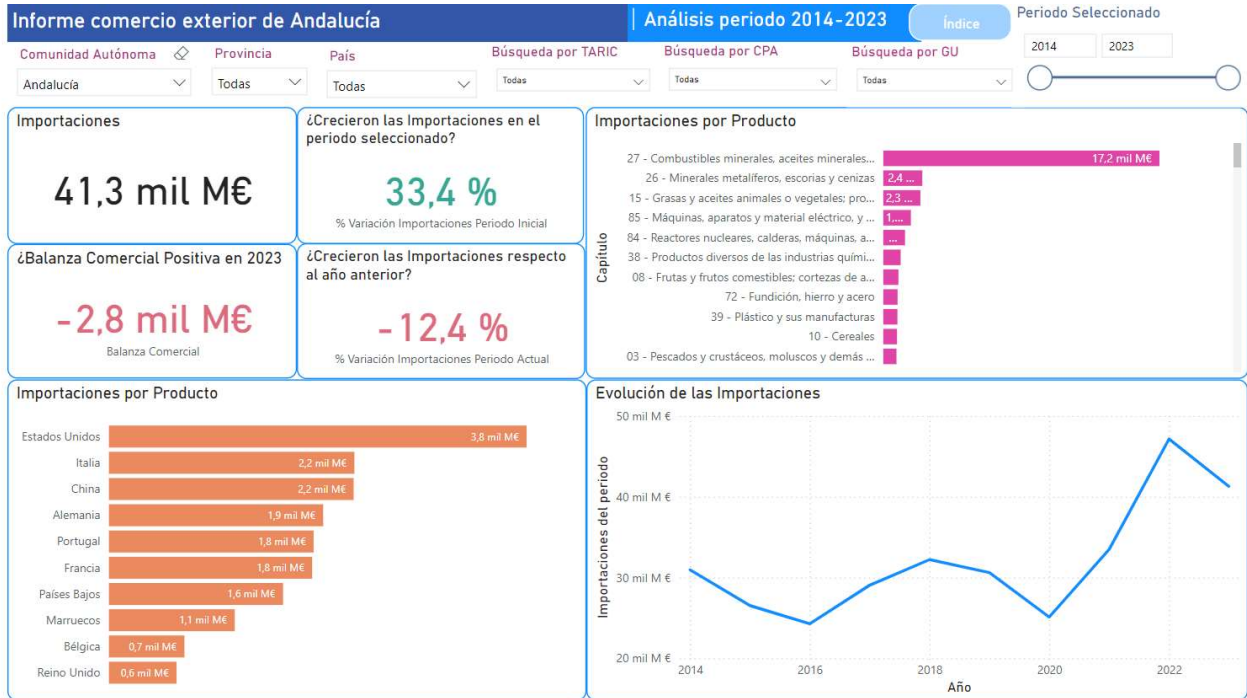 Informe comercio exterior de Andalucía
| Análisis periodo 2014-2023
Índice
Periodo Seleccionado
2014
2023
Comunidad Autónoma
Provincia
País
Búsqueda por TARIC
Búsqueda por CPA
Búsqueda por GU
Andalucía
Todas
Todas
Todas
Todas
Todas
Importaciones
41,3 mil M€
¿Crecieron las Importaciones en el
periodo seleccionado?
33,4 %
% Variación Importaciones Periodo Inicial
¿Balanza Comercial Positiva en 2023
-2,8 mil M€
Balanza Comercial
¿Crecieron las Importaciones respecto
al año anterior?
-12,4 %
% Variación Importaciones Periodo Actual
Importaciones por Producto
Capítulo
27 - Combustibles minerales, aceites minerales...
17,2 mil M€
26 - Minerales metalíferos, escorias y cenizas
2,4 ...
15 - Grasas y aceites animales o vegetales; pro...
2,3 ...
85 - Máquinas, aparatos y material eléctrico, y ...
1,...
84 - Reactores nucleares, calderas, máquinas, a...
...
38 - Productos diversos de las industrias quími...
08 - Frutas y frutos comestibles; cortezas de a...
72 - Fundición, hierro y acero
39 - Plástico y sus manufacturas
10 - Cereales
03 - Pescados y crustáceos, moluscos y demás ...
Importaciones por Producto
Estados Unidos
3,8 mil M€
Italia
2,2 mil M€
China
2,2 mil M€
Alemania
1,9 mil M€
Portugal
1,8 mil M€
Francia
1,8 mil M€
Países Bajos
1,6 mil M€
Marruecos
1,1 mil M€
Bélgica
0,7 mil M€
Reino Unido
0,6 mil M€
Evolución de las Importaciones
Importaciones del periodo
50 mil M €
40 mil M €
30 mil M €
20 mil M €
2014
2016
2018
2020
2022
Año